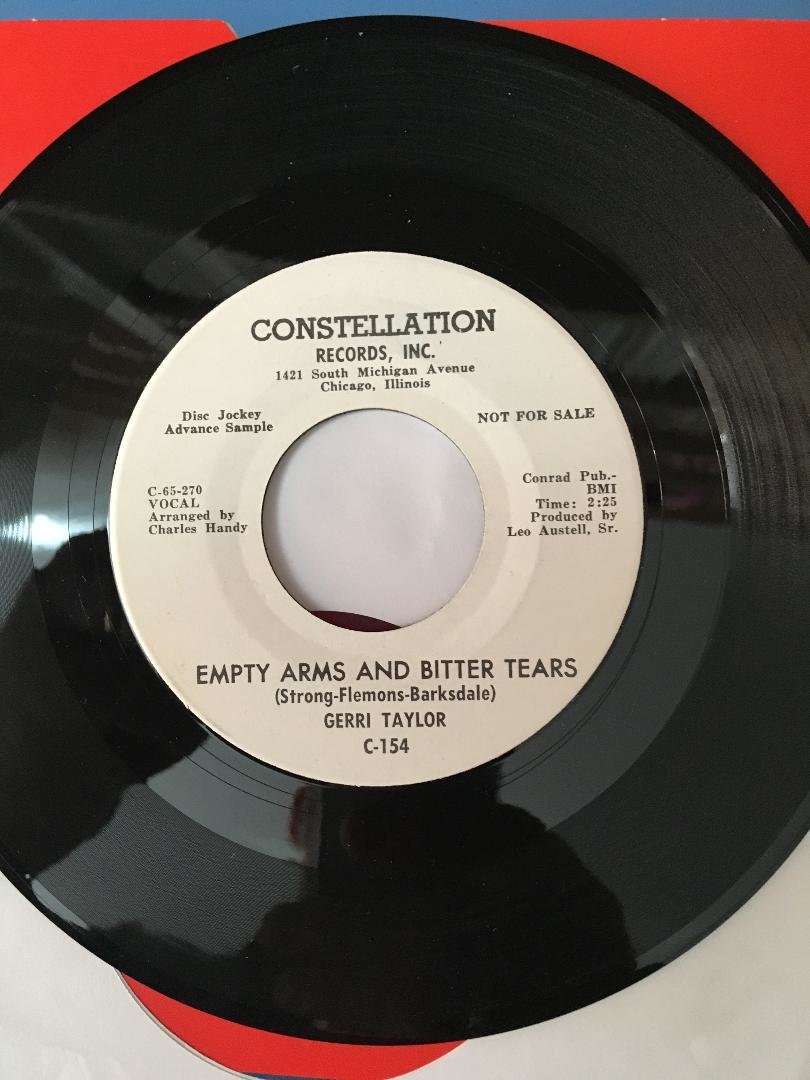 CONSTELLATION
RECORDS, INC.
1421 South Michigan Avenue
Chicago, Illinois
Disc Jockey
Advance Sample
NOT FOR SALE
C-65-270
VOCAL
Arranged by
Charles Handy
Conrad Pub.-
BMI
Time: 2:25
Produced by
Leo Austell, Sr.
EMPTY ARMS AND BITTER TEARS
(Strong-Flemons-Barksdale)
GERRI TAYLOR
C-154